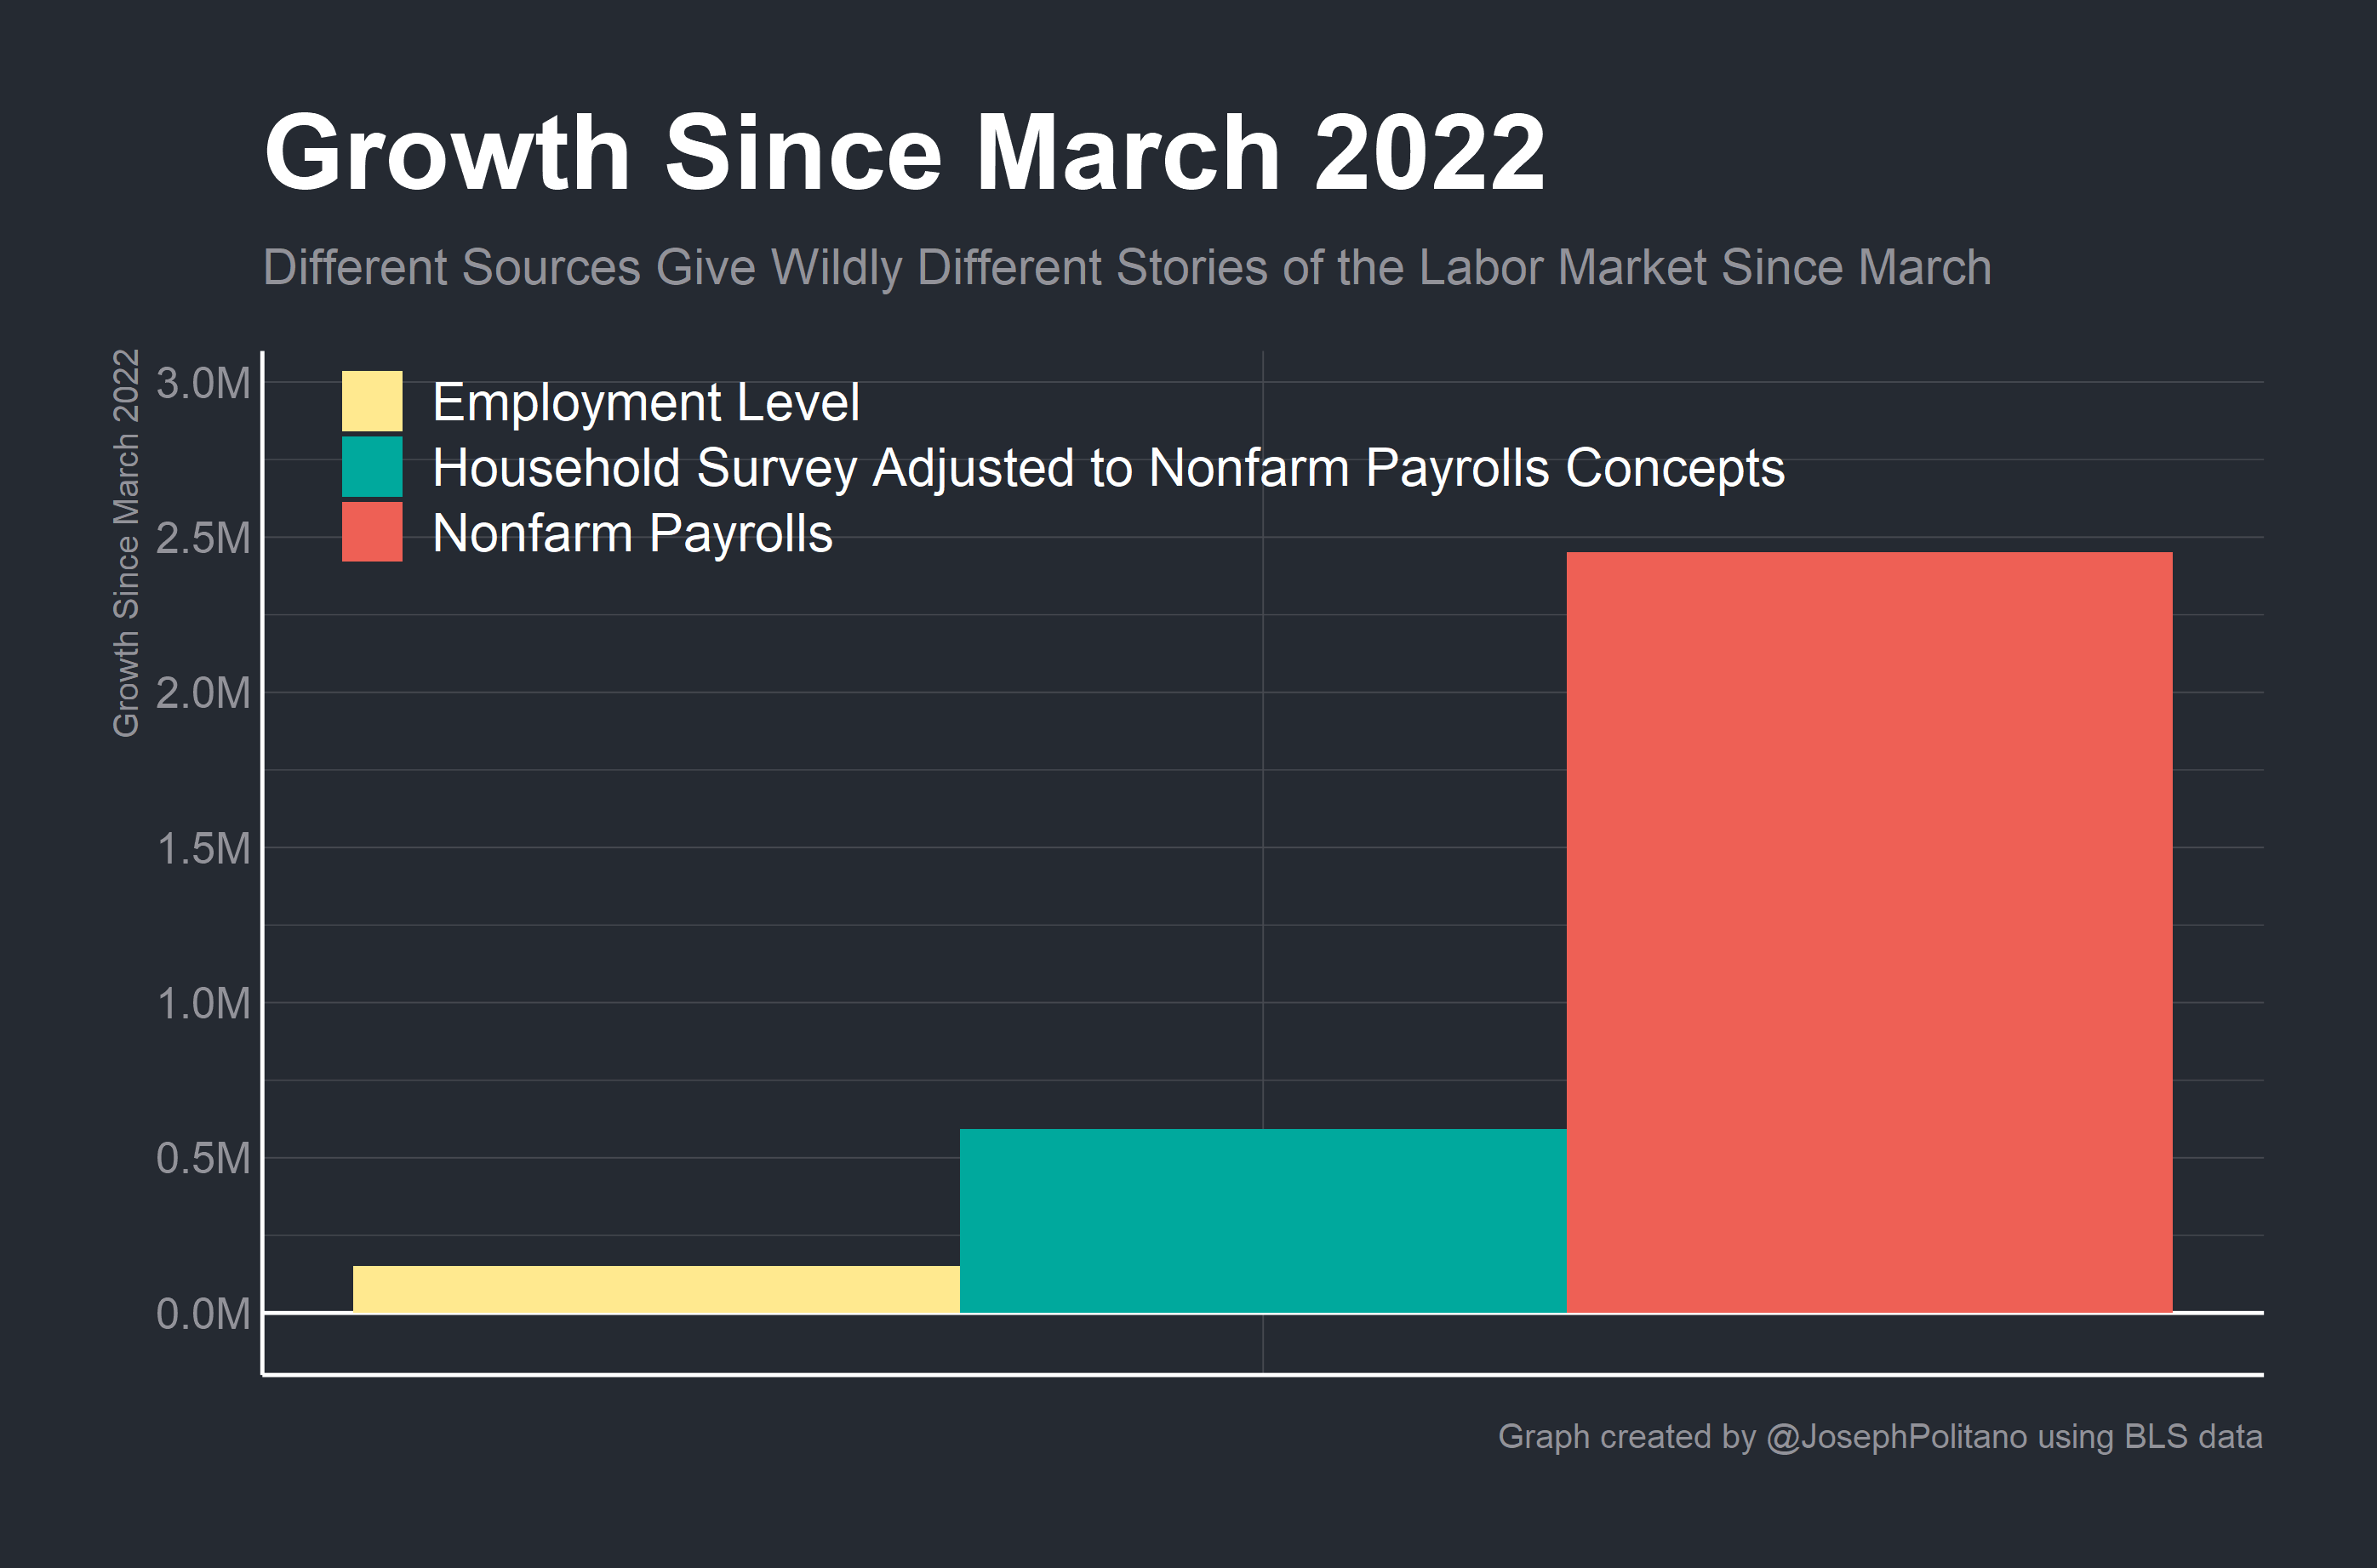 Growth Since March 2022
Different Sources Give Wildly Different Stories of the Labor Market Since March
Growth Since March 2022
3.0M
2.5M
2.0M
1.5M
1.0M
0.5M
0.0M
Employment Level
Household Survey Adjusted to Nonfarm Payrolls Concepts
Nonfarm Payrolls
Graph created by @JosephPolitano using BLS data